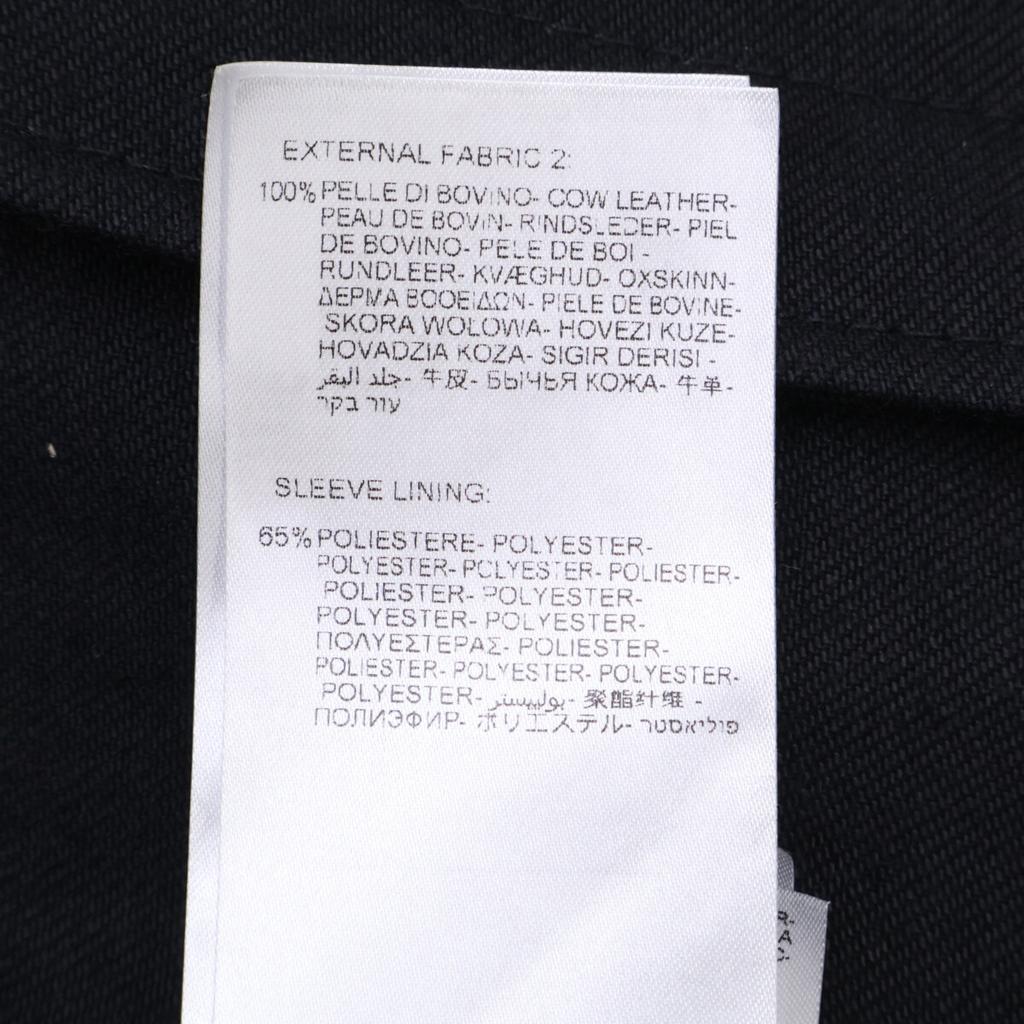 EXTERNAL FABRIC 2:
100% PELLE DI BOVINO- COW LEATHER-
PEAU DE BOVIN- RINDSLEDER- PIEL
DE BOVINO- PELE DE BOI -
RUNDLEER- KVÆGHUD- OXSKINN-
ΔΕΡΜΑ ΒΟΟΕΙΔΩΝ- PIELE DE BOVINE-
SKORA WOLOWA- HOVEZI KUZE-
HOVADZIA KOZA- SIGIR DERISI -
جلد البقر- 牛皮- БЫЧЬЯ КОЖА- 牛革-
עור בקר
SLEEVE LINING:
65% POLIESTERE- POLYESTER-
POLYESTER- POLYESTER- POLIESTER-
POLIESTER- POLYESTER-
POLYESTER- POLYESTER-
ΠΟΛΥΕΣΤΕΡΑΣ- POLIESTER-
POLIESTER- POLYESTER- POLYESTER-
POLYESTER- بولييستر- 聚酯纤维 -
ПОЛИЭФИР- ポリエステル- פוליאסטר